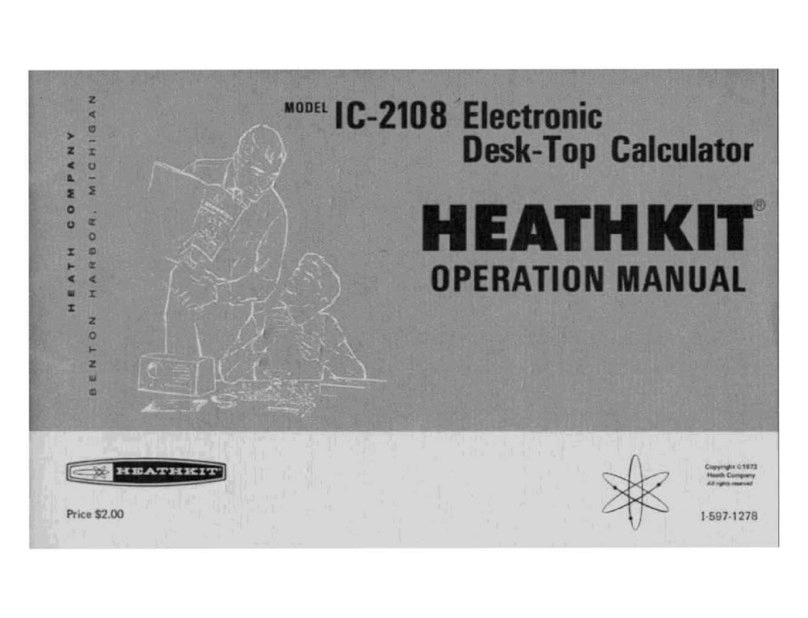 HEATH COMPANY
BENTON HARBOR, MICHIGAN
MODEL IC-2108 Electronic
Desk-Top Calculator
HEATHKIT®
OPERATION MANUAL
HEATHKIT®
Price $2.00
Copyright © 1973
Heath Company
All rights reserved
I-597-1278